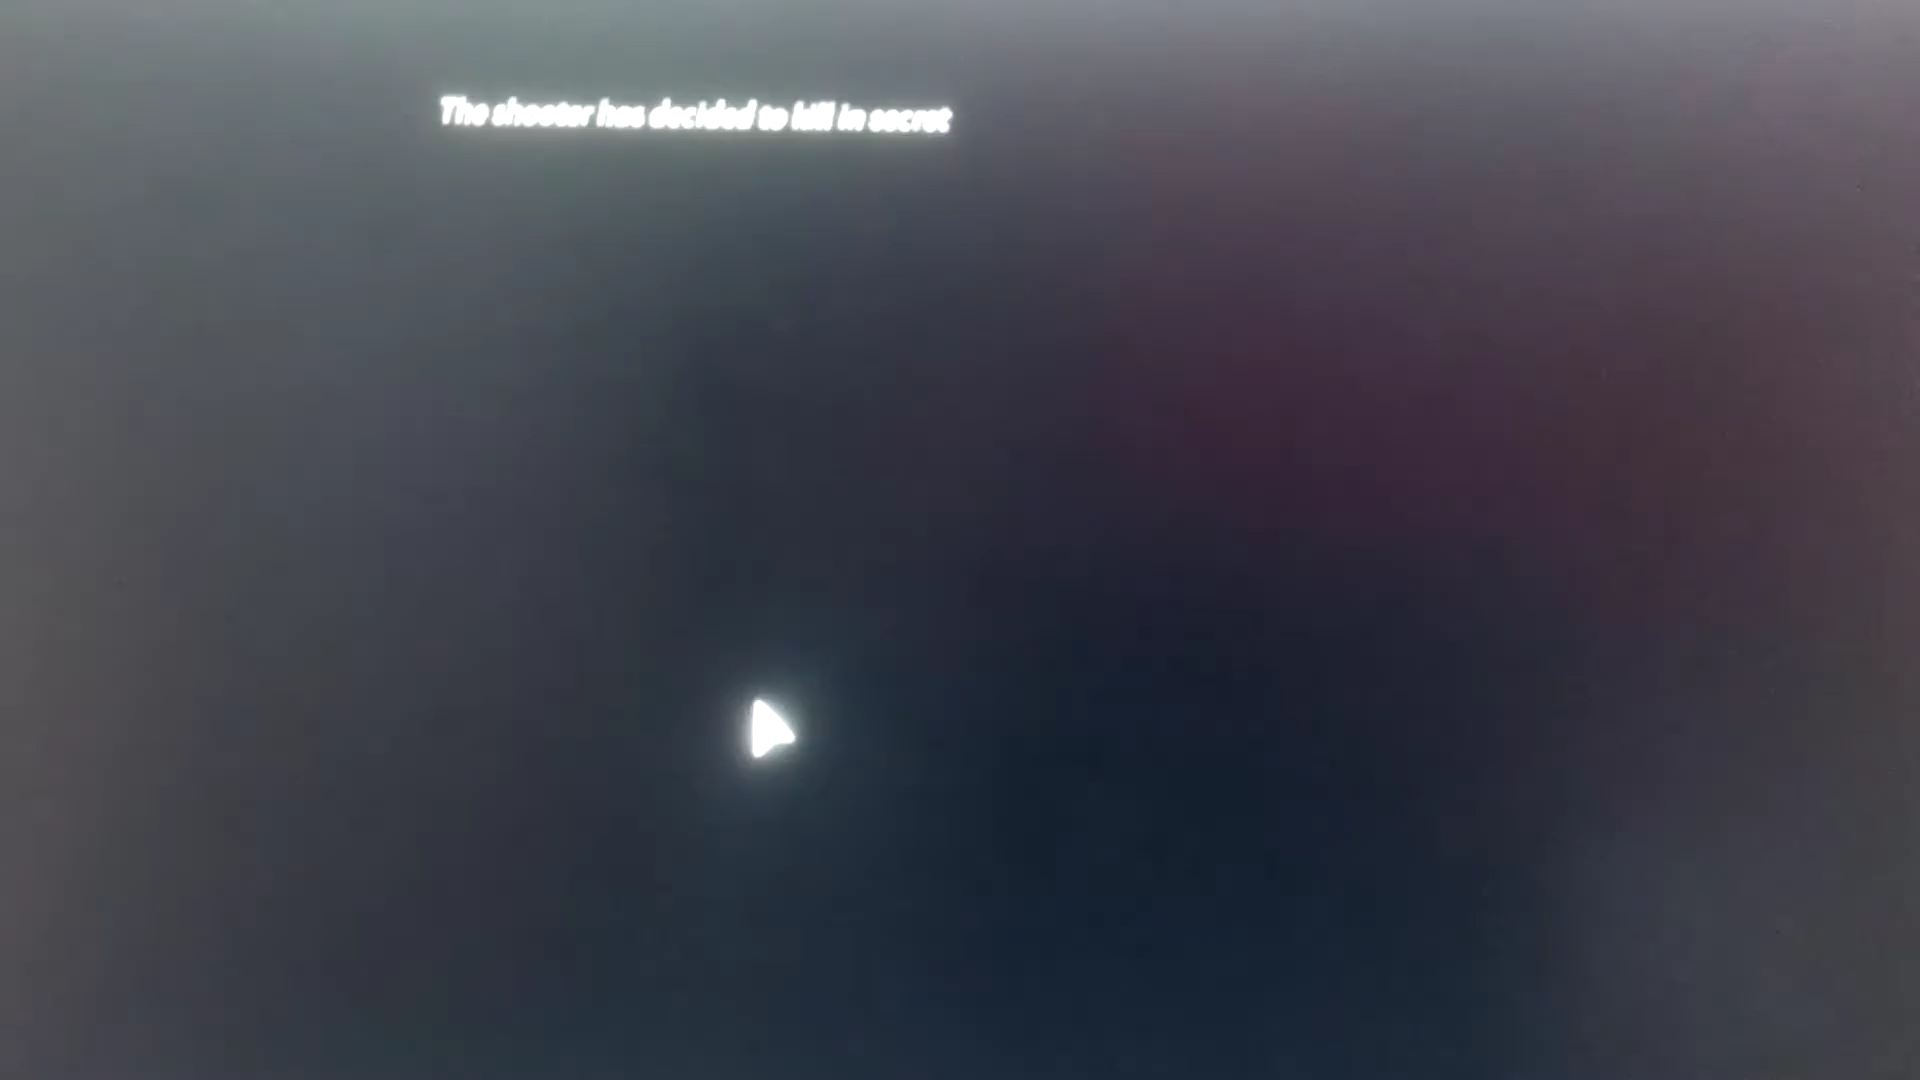 The shooter has decided to kill in secret